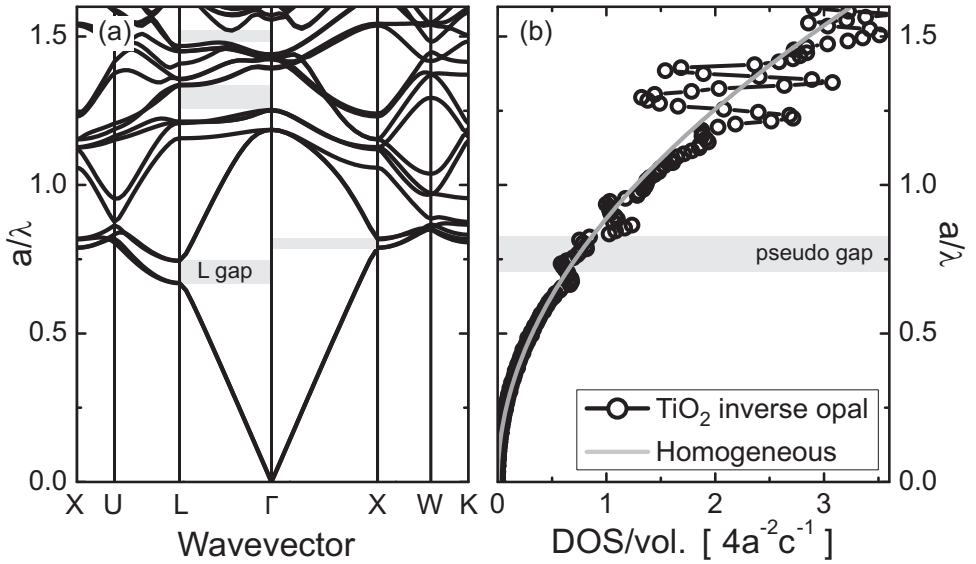 (a)
(b)
1.5
1.0
0.5
0.0
a/λ
L gap
X U L Γ X W K
Wavevector
pseudo gap
TiO₂ inverse opal
Homogeneous
1.5
1.0
0.5
0.0
a/λ
0 1 2 3
DOS/vol. [ 4a⁻²c⁻¹ ]